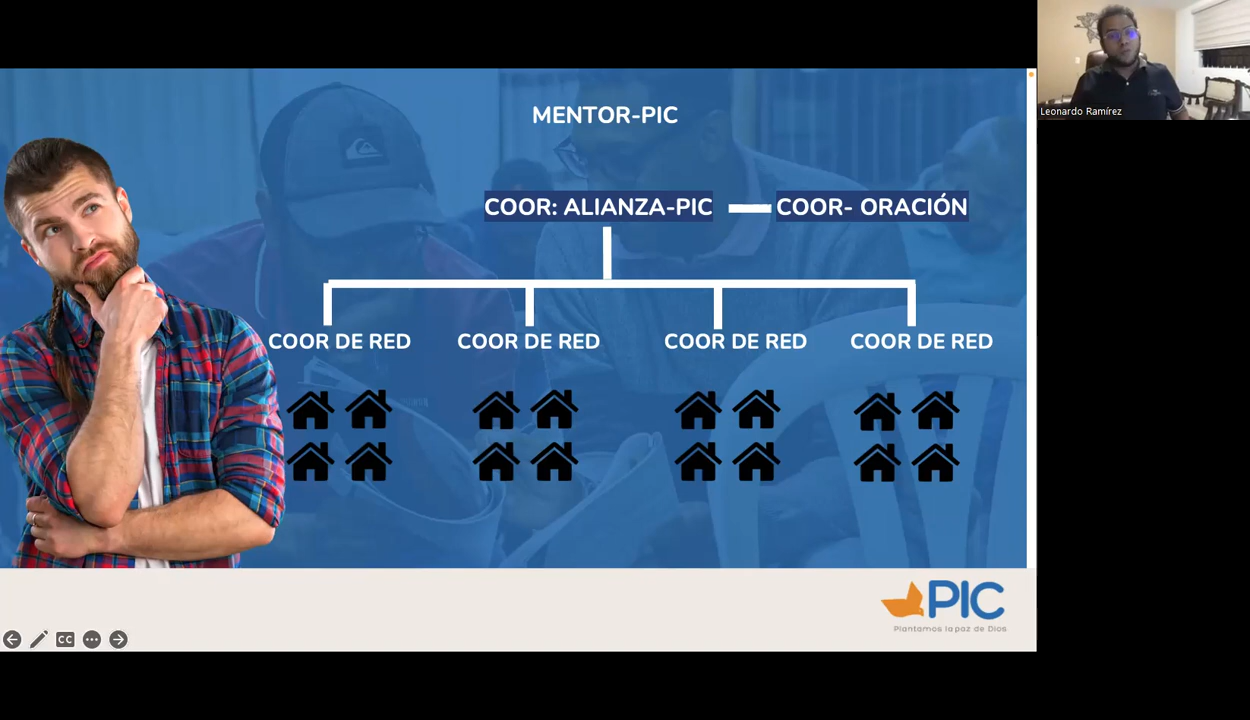 Leonardo Ramírez
MENTOR-PIC
COOR: ALIANZA-PIC
COOR- ORACIÓN
COOR DE RED
COOR DE RED
COOR DE RED
COOR DE RED
PIC
Plantamos la paz de Dios
CC